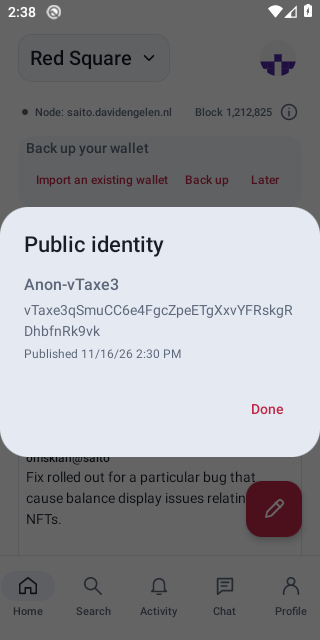 2:38
Red Square
Node: saito.davidengelen.nl
Block 1,212,825
Back up your wallet
Import an existing wallet
Back up
Later
Public identity
Anon-vTaxe3
vTaxe3qSmuCC6e4FgcZpeETgXxvYFRskgR
DhbfnRk9vk
Published 11/16/26 2:30 PM
Done
omskian@saito
Fix rolled out for a particular bug that
cause balance display issues relatin
NFTs.
Home
Search
Activity
Chat
Profile